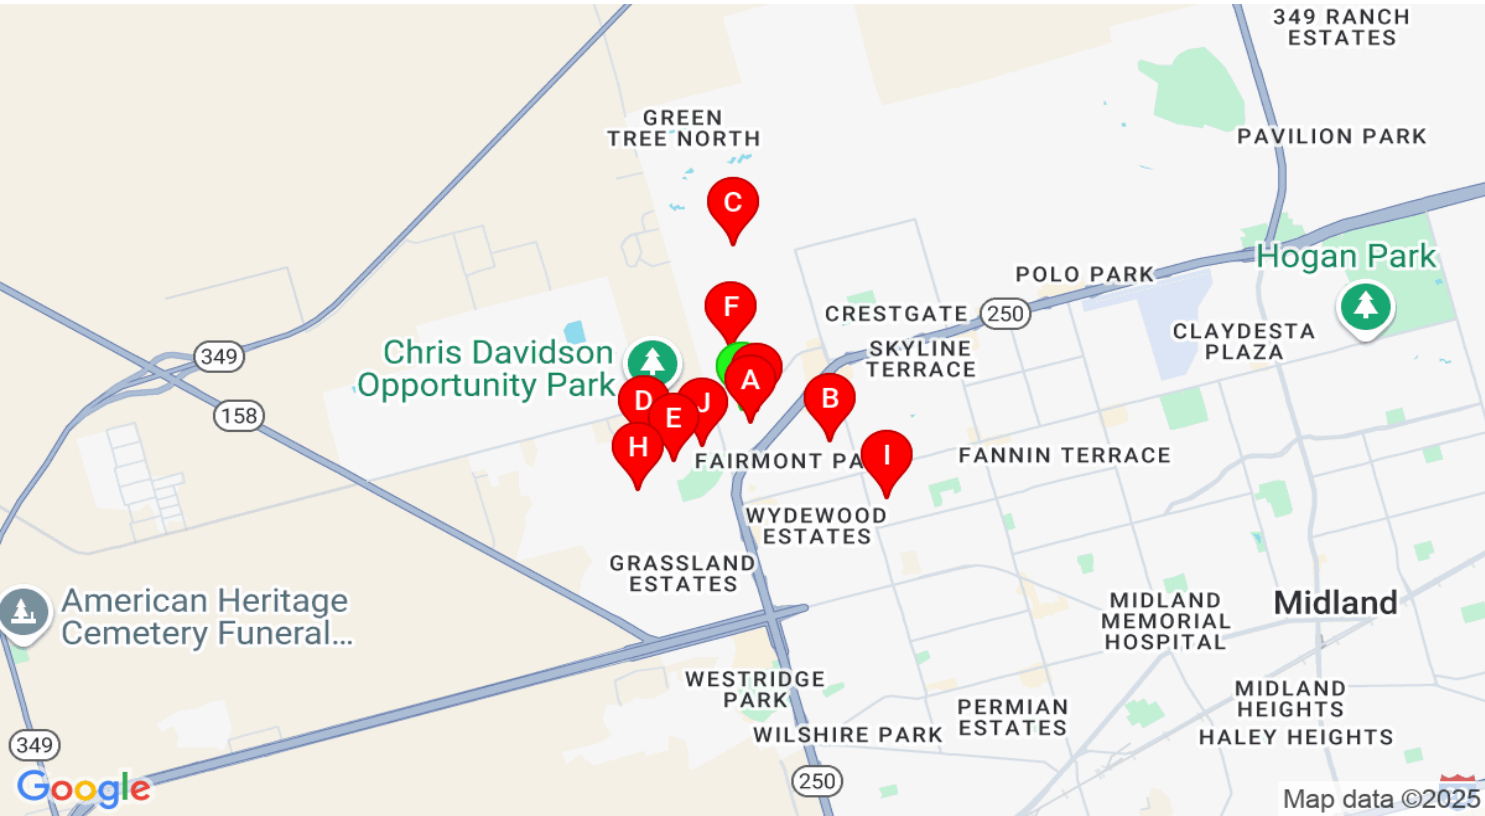 349 RANCH
ESTATES
GREEN
TREE NORTH
PAVILION PARK
C
Hogan Park
POLO PARK
F
CRESTGATE
250
CLAYDESTA
PLAZA
349
Chris Davidson
Opportunity Park
SKYLINE
TERRACE
A
D
J
E
B
158
H
FAIRMONT PA
I
FANNIN TERRACE
WYDEWOOD
ESTATES
GRASSLAND
ESTATES
American Heritage
Cemetery Funeral...
MIDLAND
MEMORIAL
HOSPITAL
Midland
WESTRIDGE
PARK
PERMIAN
ESTATES
MIDLAND
HEIGHTS
WILSHIRE PARK
HALEY HEIGHTS
349
250
Google
Map data ©2025